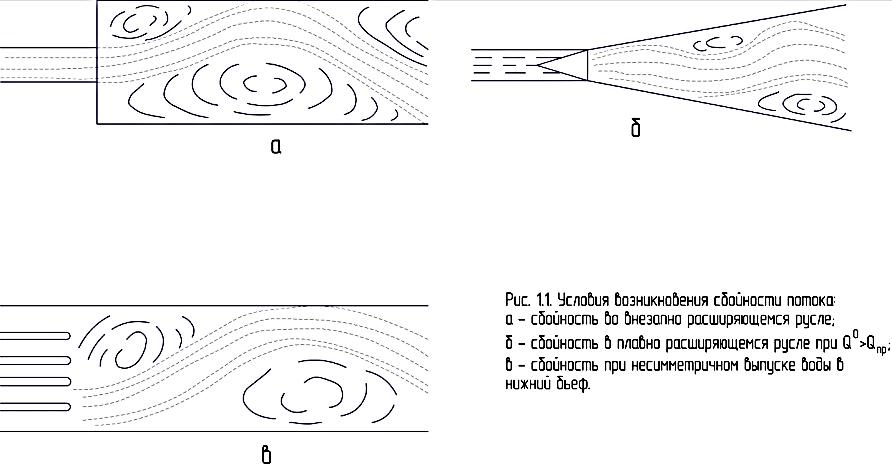 а
б
в
Рис. 1.1. Условия возникновения сбойности потока:
а - сбойность во внезапно расширяющемся русле;
б - сбойность в плавно расширяющемся русле при Q⁰>Qпр;
в - сбойность при несимметричном выпуске воды в
нижний бьеф.